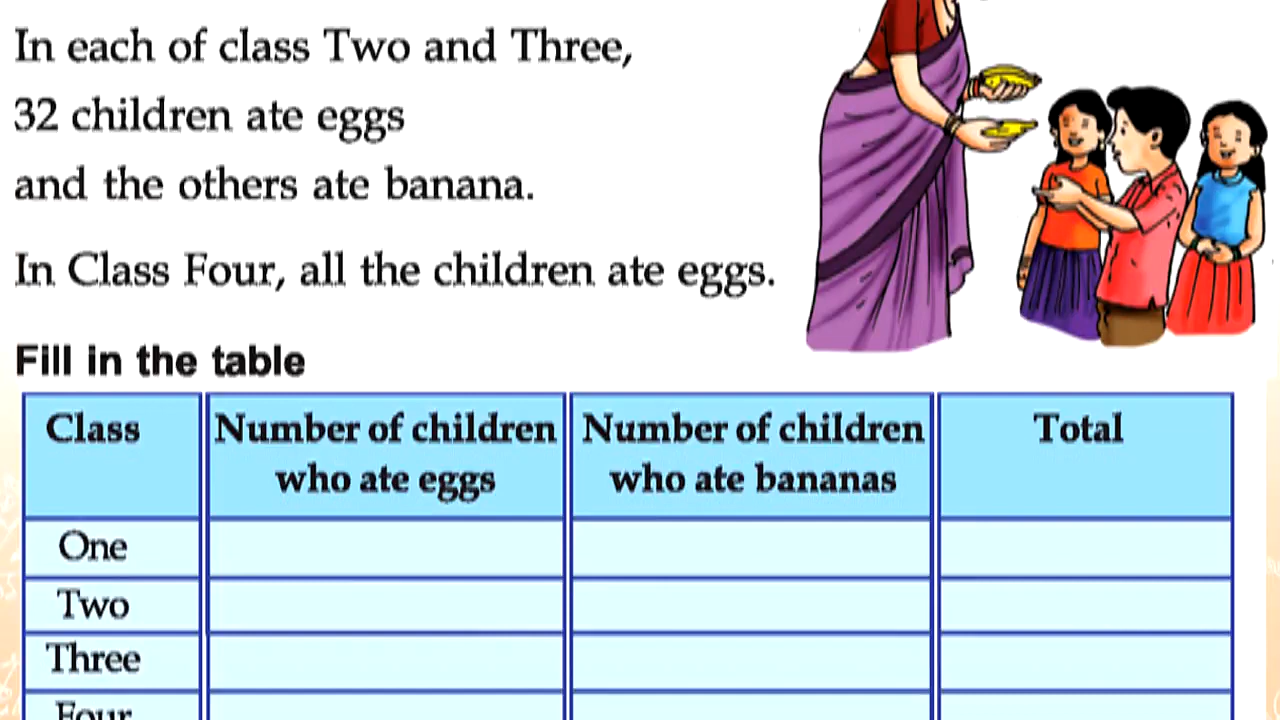 In each of class Two and Three,
32 children ate eggs
and the others ate banana.
In Class Four, all the children ate eggs.
Fill in the table
Class
Number of children
who ate eggs
Number of children
who ate bananas
Total
One
Two
Three
Four